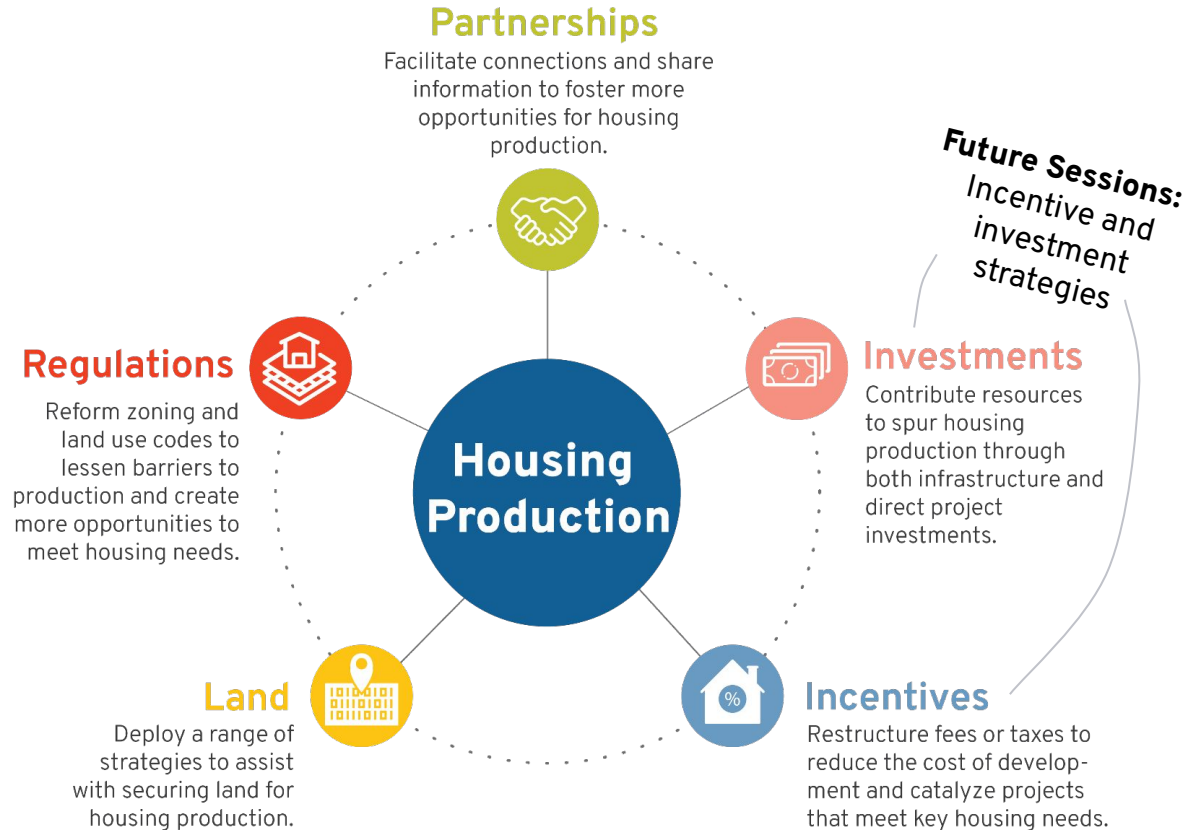 Partnerships
Facilitate connections and share
information to foster more
opportunities for housing
production.
Future Sessions:
Incentive and
investment
strategies
Regulations
Reform zoning and
land use codes to
lessen barriers to
production and create
more opportunities to
meet housing needs.
Investments
Contribute resources
to spur housing
production through
both infrastructure and
direct project
investments.
Housing
Production
Land
Deploy a range of
strategies to assist
with securing land for
housing production.
%
Incentives
Restructure fees or taxes to
reduce the cost of develop-
ment and catalyze projects
that meet key housing needs.